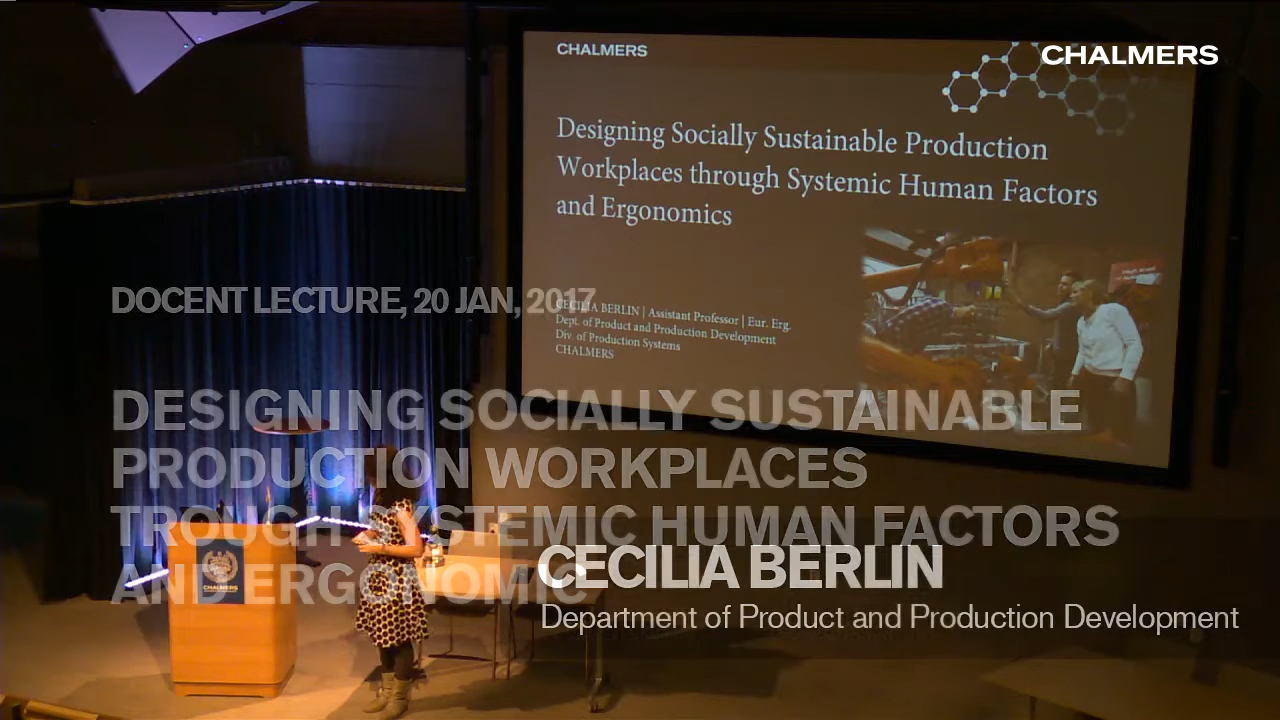 CHALMERS
CHALMERS
Designing Socially Sustainable Production
Workplaces through Systemic Human Factors
and Ergonomics
CECILIA BERLIN | Assistant Professor | Eur. Erg.
Dept. of Product and Production Development
Div. of Production Systems
CHALMERS
DOCENT LECTURE, 20 JAN, 2017
DESIGNING SOCIALLY SUSTAINABLE
PRODUCTION WORKPLACES
TROUGH SYSTEMIC HUMAN FACTORS
AND ERGONOMIC
CECILIA BERLIN
Department of Product and Production Development
CHALMERS